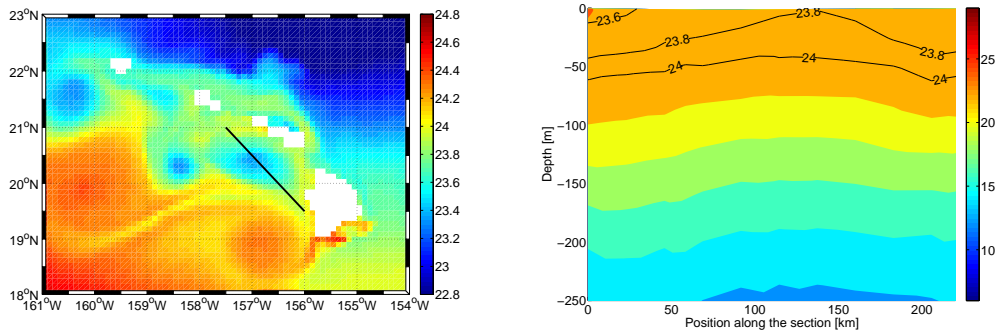 23°N
22°N
21°N
20°N
19°N
18°N
161°W 160°W 159°W 158°W 157°W 156°W 155°W 154°W
24.8
24.6
24.4
24.2
24
23.8
23.6
23.4
23.2
23
22.8
0
−50
−100
−150
−200
−250
Depth [m]
23.6
23.8
23.8
23.8
24
24
24
0 50 100 150 200
Position along the section [km]
25
20
15
10